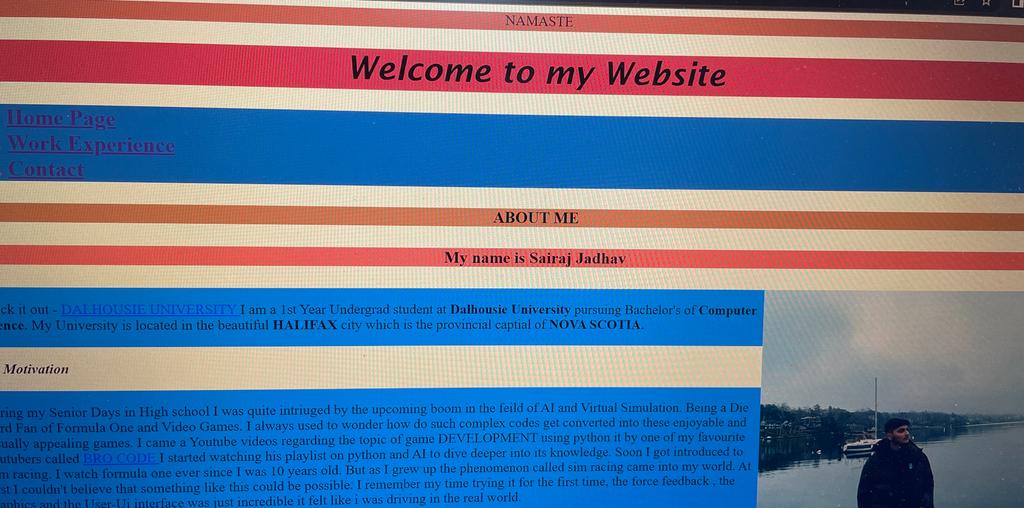 NAMASTE
Welcome to my Website
Home Page
Work Experience
Contact
ABOUT ME
My name is Sairaj Jadhav
ck it out - DALHOUSIE UNIVERSITY I am a 1st Year Undergrad student at Dalhousie University pursuing Bachelor's of Computer
ence. My University is located in the beautiful HALIFAX city which is the provincial captial of NOVA SCOTIA.
Motivation
ring my Senior Days in High school I was quite intriuged by the upcoming boom in the feild of AI and Virtual Simulation. Being a Die
rd Fan of Formula One and Video Games. I always used to wonder how do such complex codes get converted into these enjoyable and
sually appealing games. I came a Youtube videos regarding the topic of game DEVELOPMENT using python it by one of my favourite
utubers called BRO CODE I started watching his playlist on python and AI to dive deeper into its knowledge. Soon I got introduced to
m racing. I watch formula one ever since I was 10 years old. But as I grew up the phenomenon called sim racing came into my world. At
st I couldn't believe that something like this could be possible. I remember my time trying it for the first time, the force feedback , the
aphics and the User-Ui interface was just incredible it felt like i was driving in the real world.